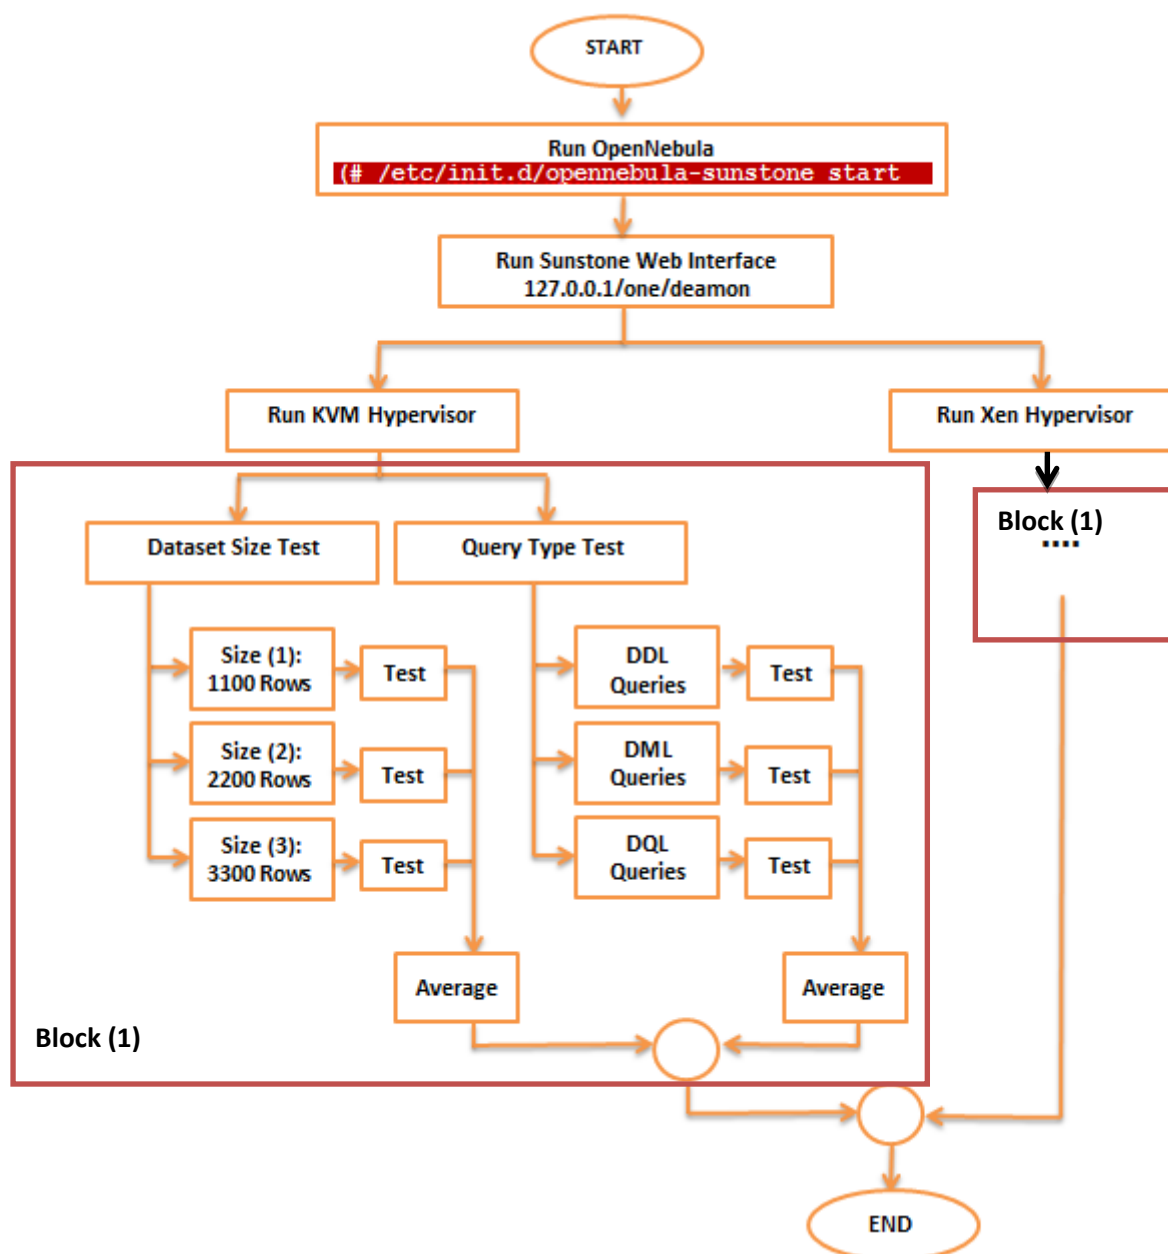 START
Run OpenNebula
(# /etc/init.d/opennebula-sunstone start
Run Sunstone Web Interface
127.0.0.1/one/deamon
Run KVM Hypervisor
Run Xen Hypervisor
Block (1)
....
Dataset Size Test
Query Type Test
Size (1):
1100 Rows
Test
Size (2):
2200 Rows
Test
Size (3):
3300 Rows
Test
DDL
Queries
Test
DML
Queries
Test
DQL
Queries
Test
Average
Average
Block (1)
END